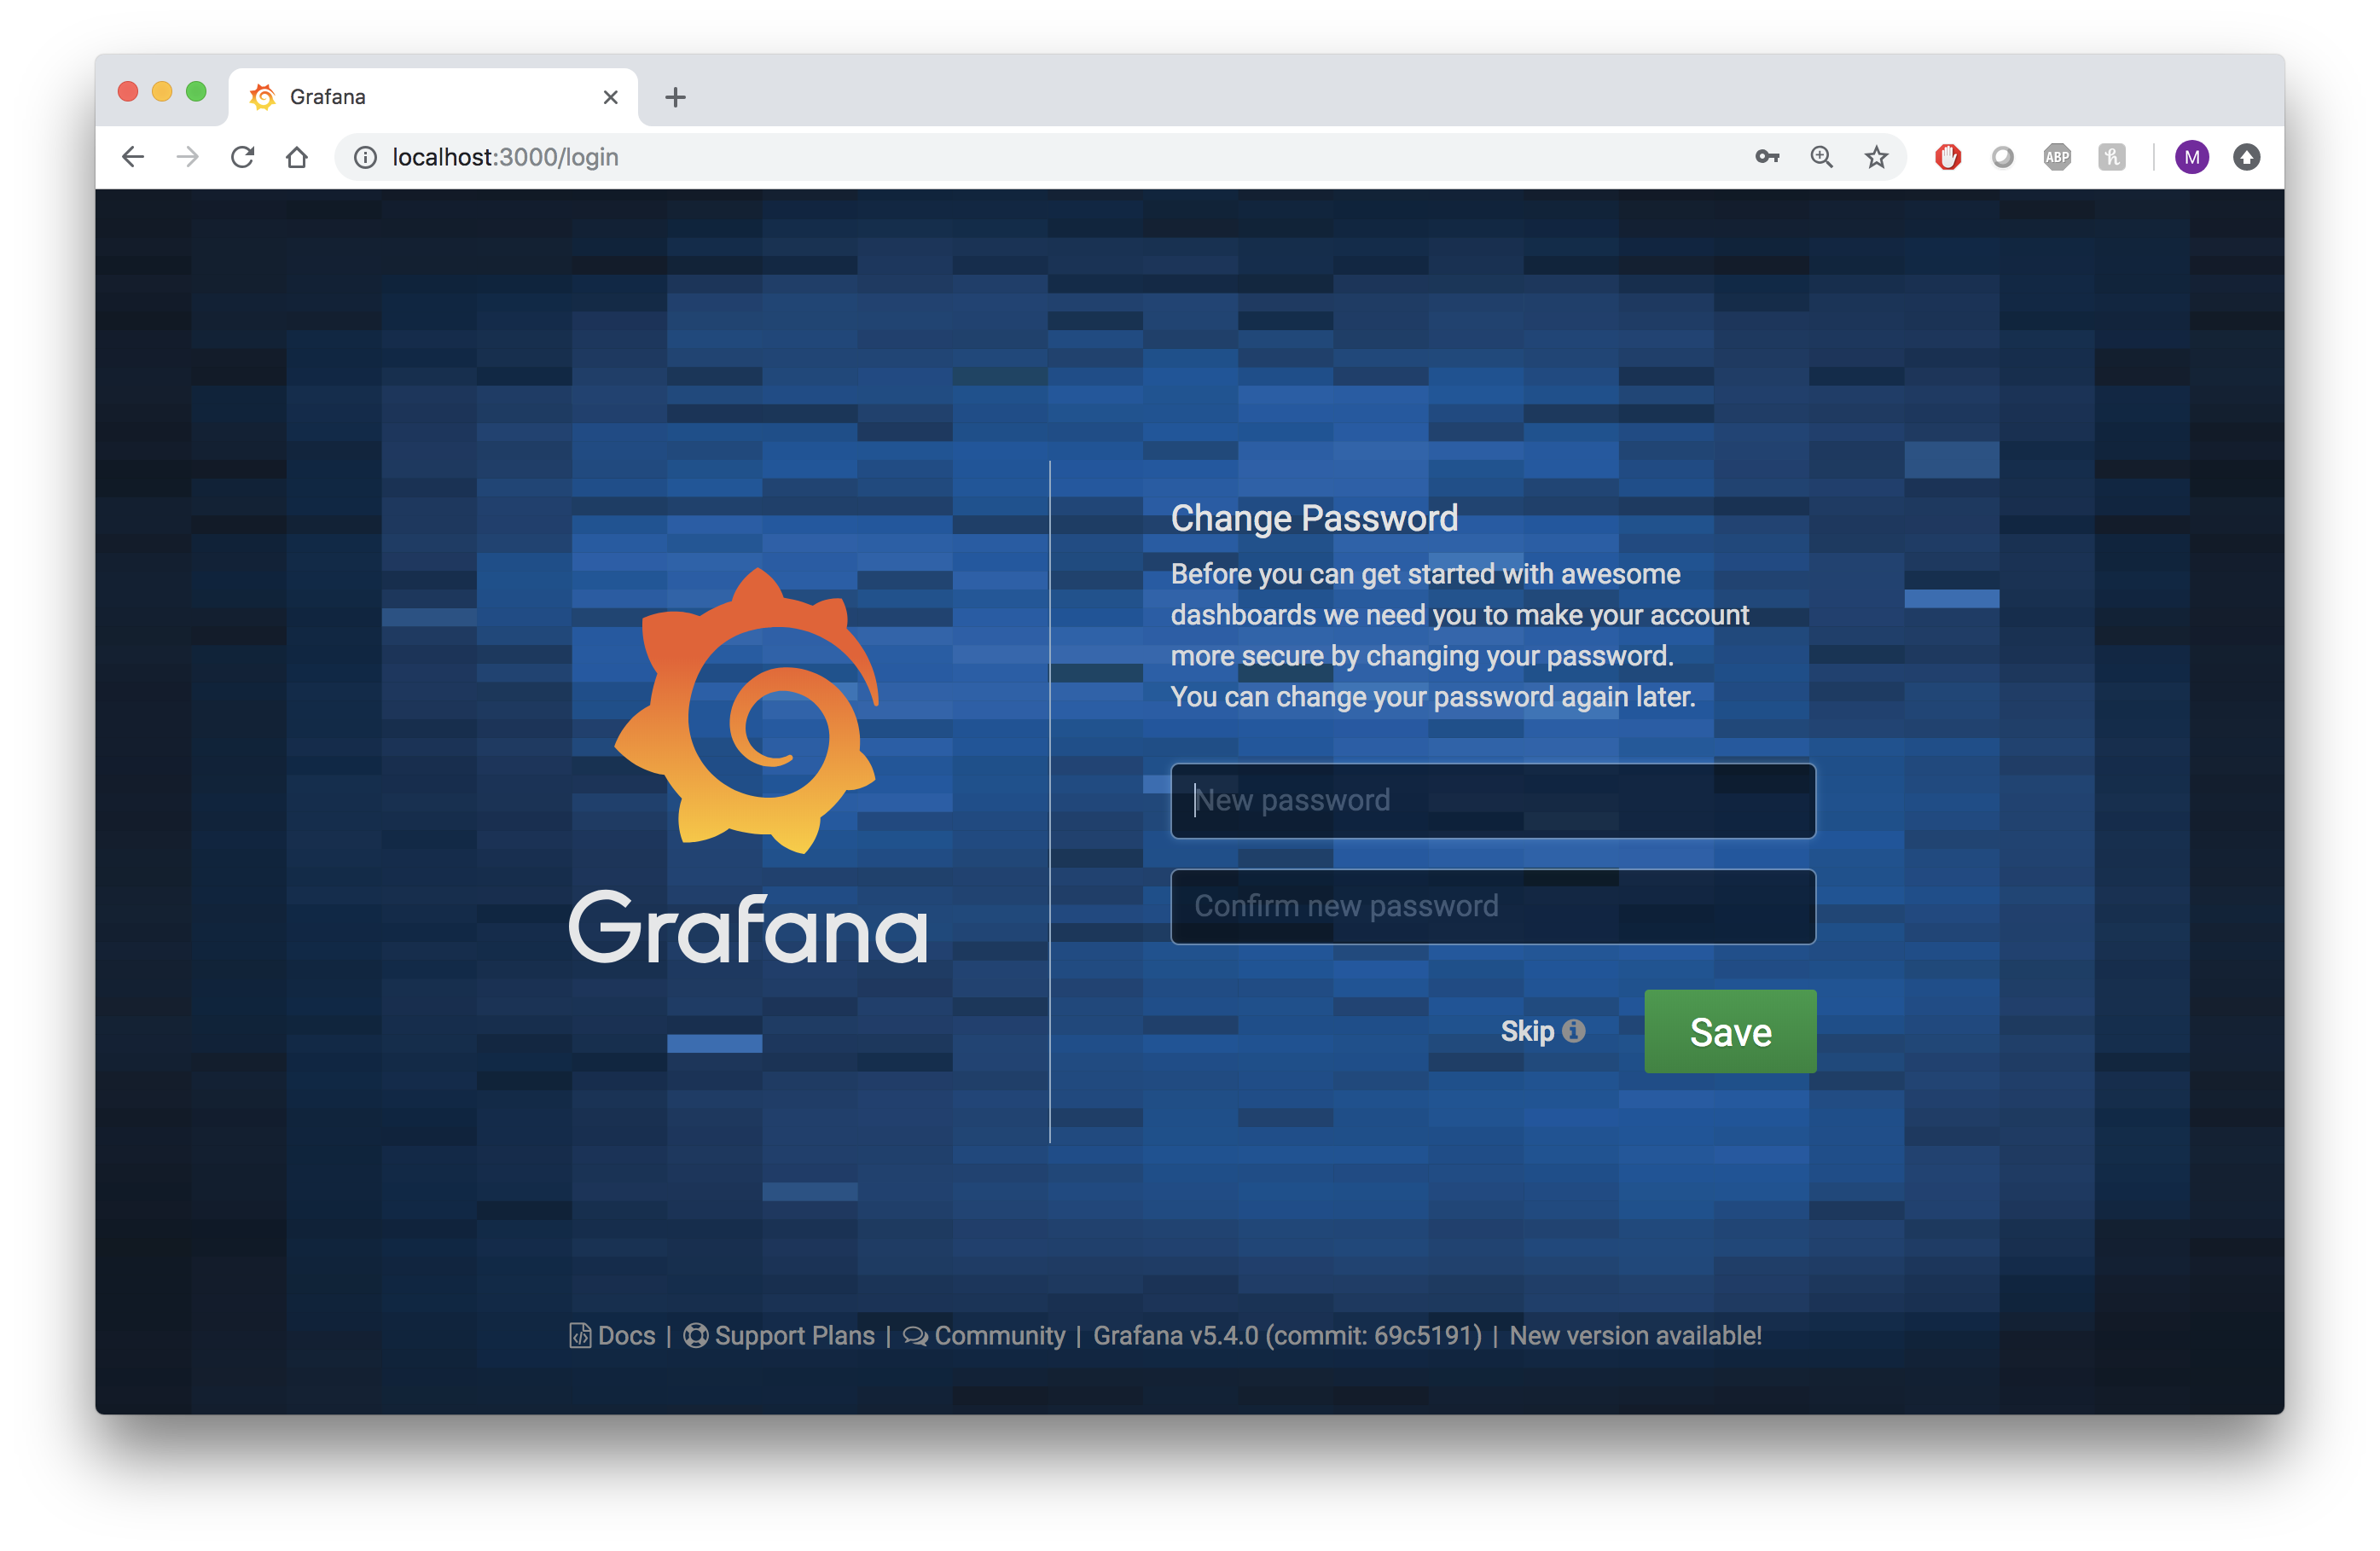 Grafana
localhost:3000/login
ABP
h
M
Change Password
Before you can get started with awesome
dashboards we need you to make your account
more secure by changing your password.
You can change your password again later.
New password
Confirm new password
Grafana
Skip
Save
Docs | Support Plans | Community | Grafana v5.4.0 (commit: 69c5191) | New version available!